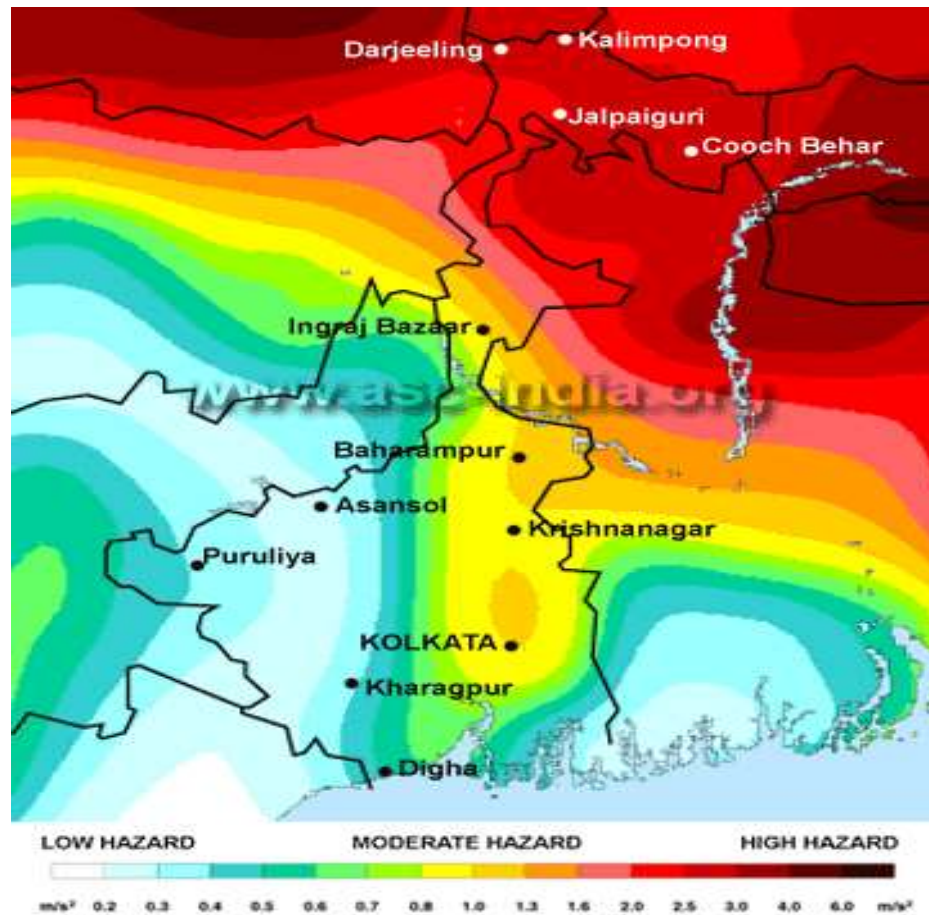 Darjeeling
Kalimpong
Jalpaiguri
Cooch Behar
Ingraj Bazaar
www.asc-india.org
Baharampur
Asansol
Krishnanagar
Puruliya
KOLKATA
Kharagpur
Digha
LOW HAZARD MODERATE HAZARD HIGH HAZARD
m/s² 0.2 0.3 0.4 0.5 0.6 0.7 0.8 1.0 1.3 1.6 2.0 2.5 3.0 4.0 6.0 m/s²